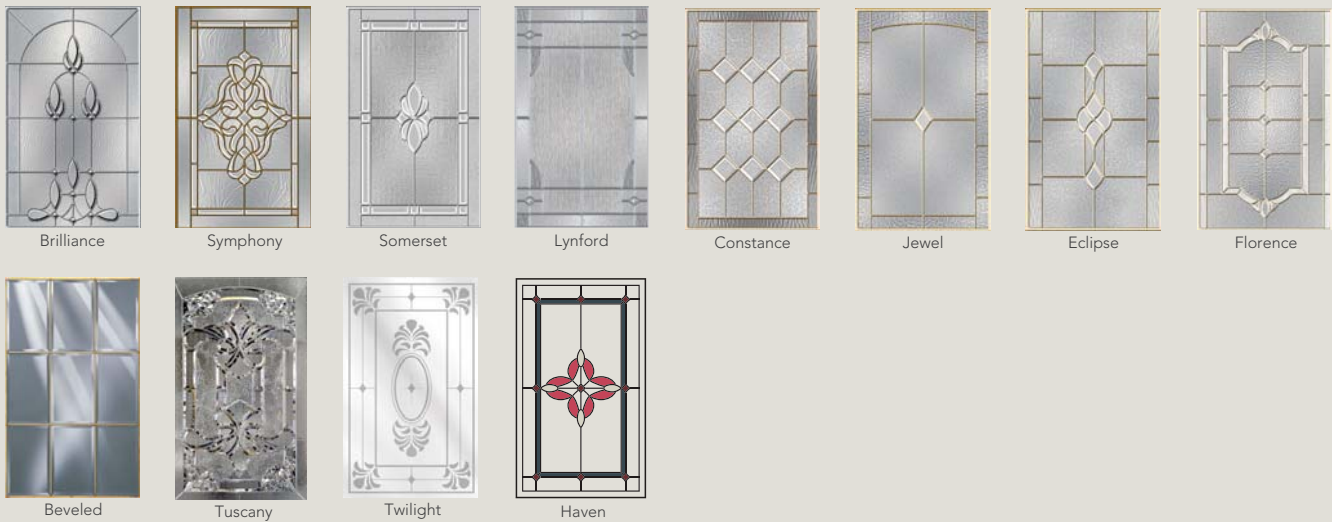 Brilliance Symphony Somerset Lynford Constance Jewel Eclipse Florence
Beveled Tuscany Twilight Haven